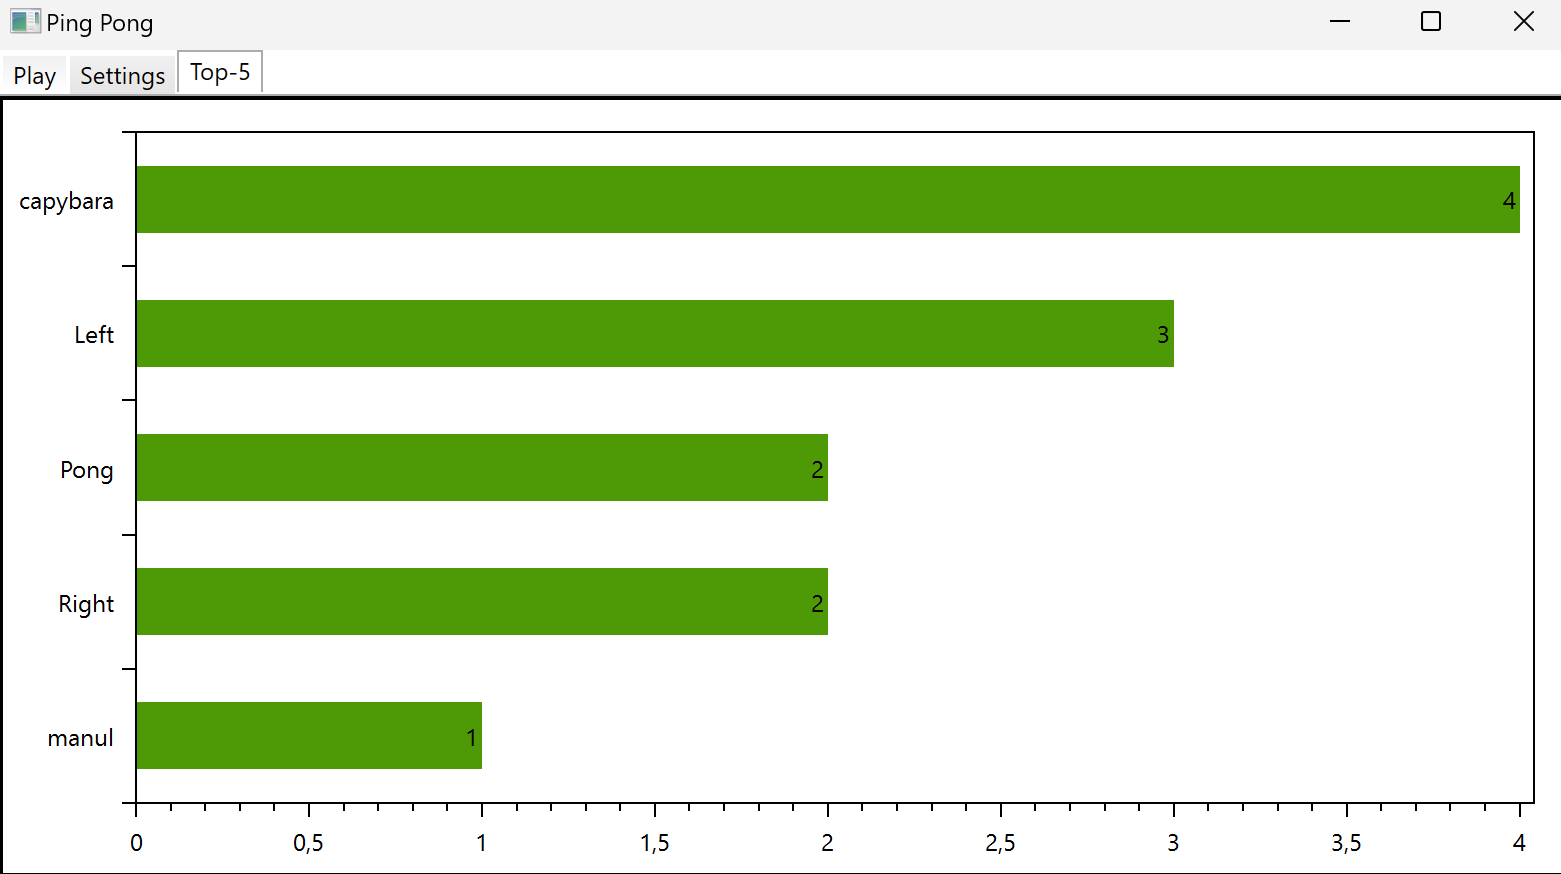 Ping Pong
Play Settings Top-5
capybara 4
Left 3
Pong 2
Right 2
manul 1
0 0,5 1 1,5 2 2,5 3 3,5 4